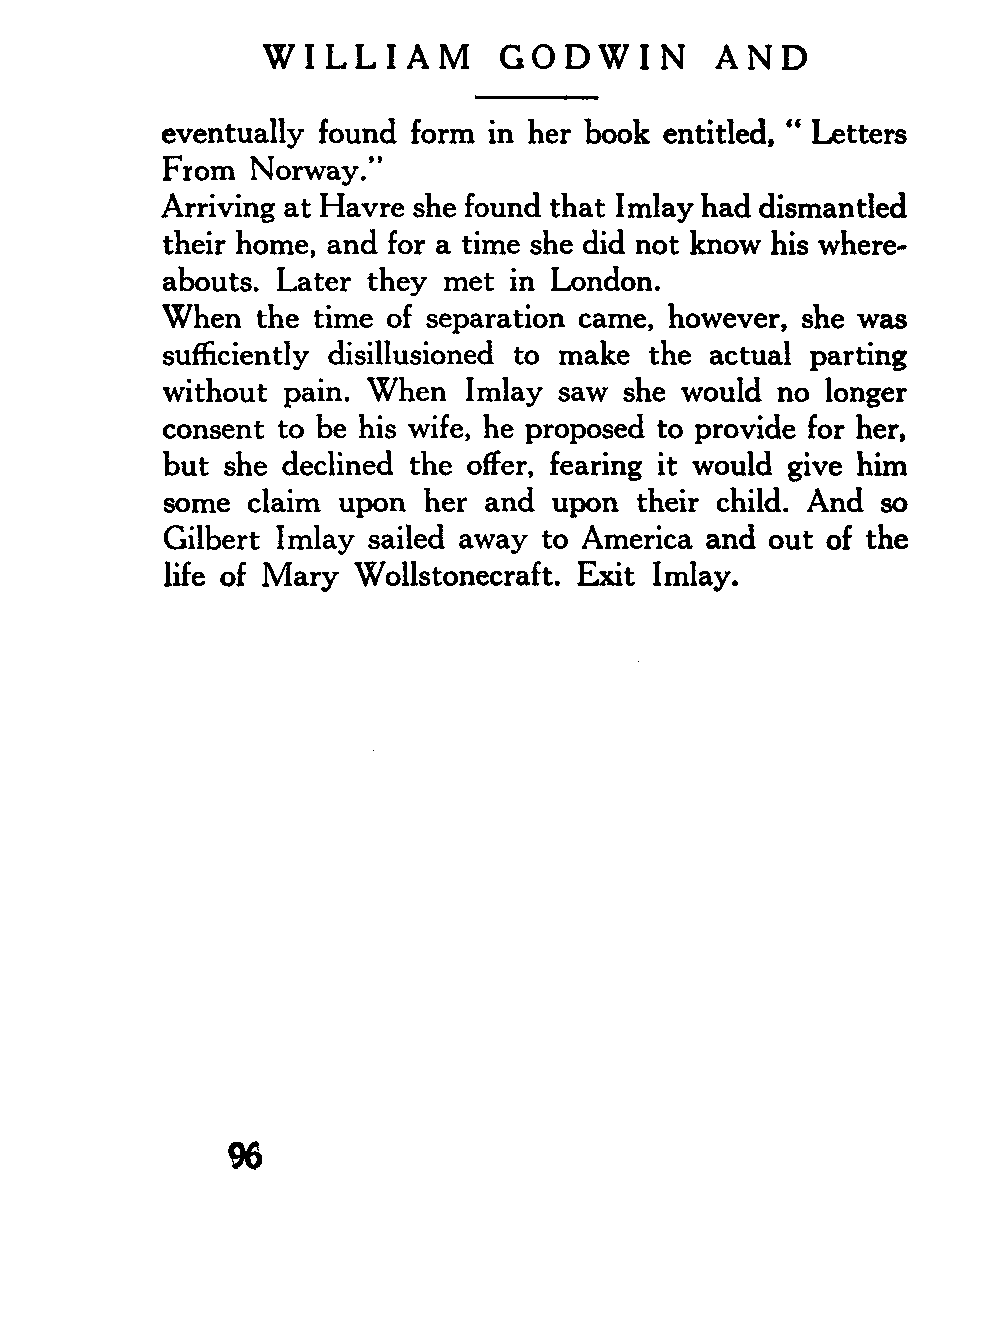 WILLIAM GODWIN AND
eventually found form in her book entitled, “ Letters
From Norway.”
Arriving at Havre she found that Imlay had dismantled
their home, and for a time she did not know his where-
abouts. Later they met in London.
When the time of separation came, however, she was
sufficiently disillusioned to make the actual parting
without pain. When Imlay saw she would no longer
consent to be his wife, he proposed to provide for her,
but she declined the offer, fearing it would give him
some claim upon her and upon their child. And so
Gilbert Imlay sailed away to America and out of the
life of Mary Wollstonecraft. Exit Imlay.
96